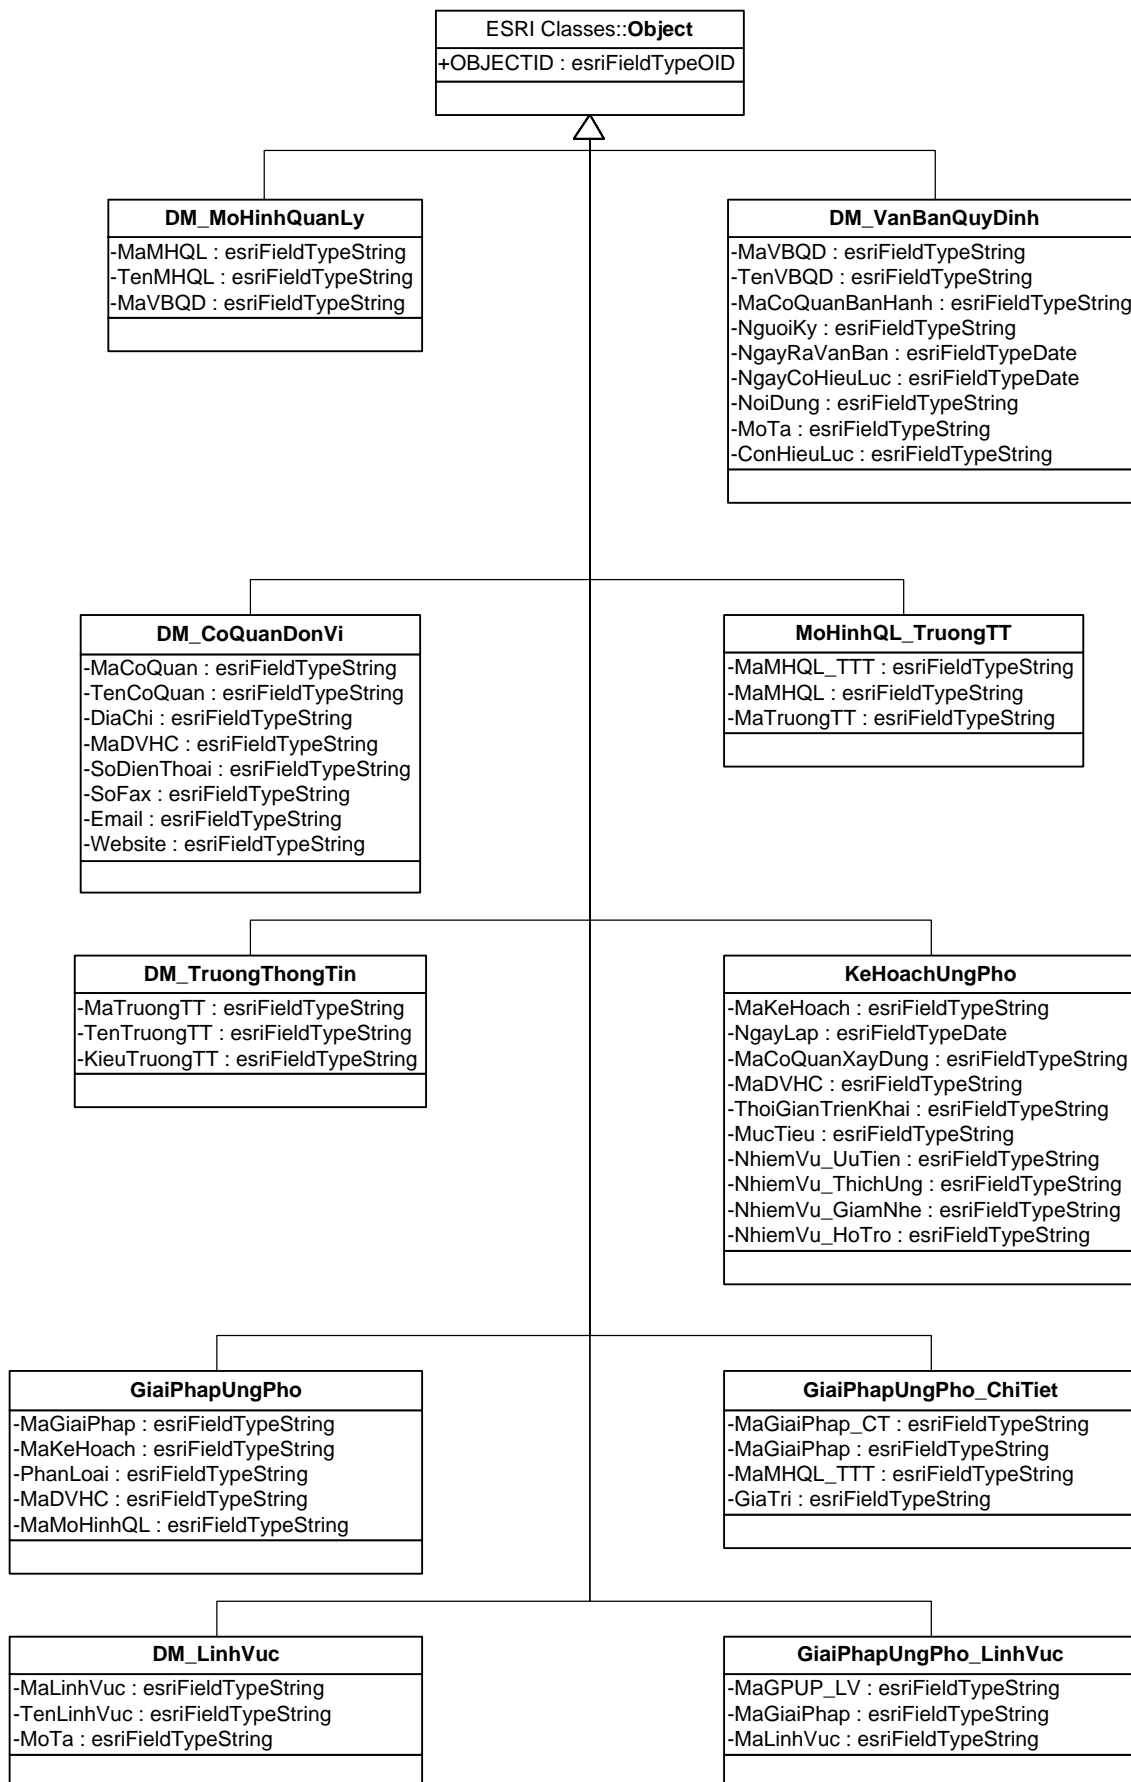 ESRI Classes::Object
+OBJECTID : esriFieldTypeOID
DM_MoHinhQuanLy
-MaMHQL : esriFieldTypeString
-TenMHQL : esriFieldTypeString
-MaVBQD : esriFieldTypeString
DM_VanBanQuyDinh
-MaVBQD : esriFieldTypeString
-TenVBQD : esriFieldTypeString
-MaCoQuanBanHanh : esriFieldTypeString
-NguoiKy : esriFieldTypeString
-NgayRaVanBan : esriFieldTypeDate
-NgayCoHieuLuc : esriFieldTypeDate
-NoiDung : esriFieldTypeString
-MoTa : esriFieldTypeString
-ConHieuLuc : esriFieldTypeString
DM_CoQuanDonVi
-MaCoQuan : esriFieldTypeString
-TenCoQuan : esriFieldTypeString
-DiaChi : esriFieldTypeString
-MaDVHC : esriFieldTypeString
-SoDienThoai : esriFieldTypeString
-SoFax : esriFieldTypeString
-Email : esriFieldTypeString
-Website : esriFieldTypeString
MoHinhQL_TruongTT
-MaMHQL_TTT : esriFieldTypeString
-MaMHQL : esriFieldTypeString
-MaTruongTT : esriFieldTypeString
DM_TruongThongTin
-MaTruongTT : esriFieldTypeString
-TenTruongTT : esriFieldTypeString
-KieuTruongTT : esriFieldTypeString
KeHoachUngPho
-MaKeHoach : esriFieldTypeString
-NgayLap : esriFieldTypeDate
-MaCoQuanXayDung : esriFieldTypeString
-MaDVHC : esriFieldTypeString
-ThoiGianTrienKhai : esriFieldTypeString
-MucTieu : esriFieldTypeString
-NhiemVu_UuTien : esriFieldTypeString
-NhiemVu_ThichUng : esriFieldTypeString
-NhiemVu_GiamNhe : esriFieldTypeString
-NhiemVu_HoTro : esriFieldTypeString
GiaiPhapUngPho
-MaGiaiPhap : esriFieldTypeString
-MaKeHoach : esriFieldTypeString
-PhanLoai : esriFieldTypeString
-MaDVHC : esriFieldTypeString
-MaMoHinhQL : esriFieldTypeString
GiaiPhapUngPho_ChiTiet
-MaGiaiPhap_CT : esriFieldTypeString
-MaGiaiPhap : esriFieldTypeString
-MaMHQL_TTT : esriFieldTypeString
-GiaTri : esriFieldTypeString
DM_LinhVuc
-MaLinhVuc : esriFieldTypeString
-TenLinhVuc : esriFieldTypeString
-MoTa : esriFieldTypeString
GiaiPhapUngPho_LinhVuc
-MaGPUP_LV : esriFieldTypeString
-MaGiaiPhap : esriFieldTypeString
-MaLinhVuc : esriFieldTypeString